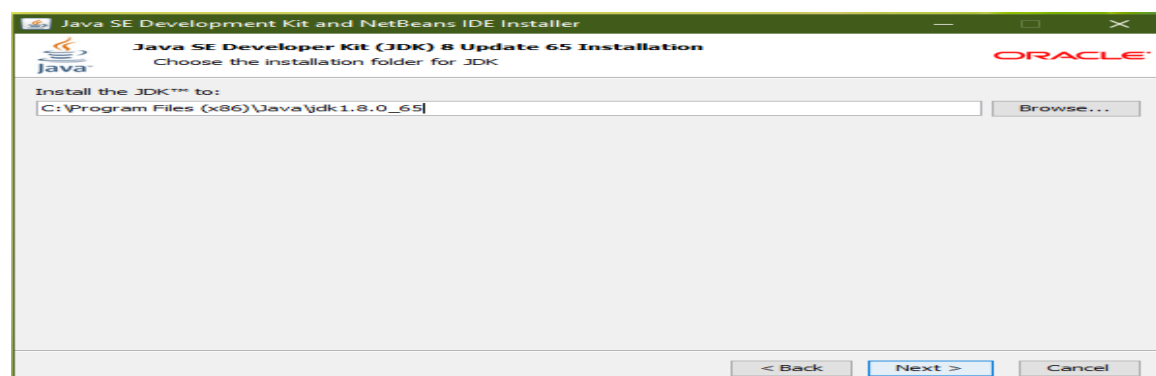 Java SE Development Kit and NetBeans IDE Installer
Java
Java SE Developer Kit (JDK) 8 Update 65 Installation
Choose the installation folder for JDK
ORACLE
Install the JDK™ to:
C:\Program Files (x86)\Java\jdk1.8.0_65
Browse...
< Back
Next >
Cancel